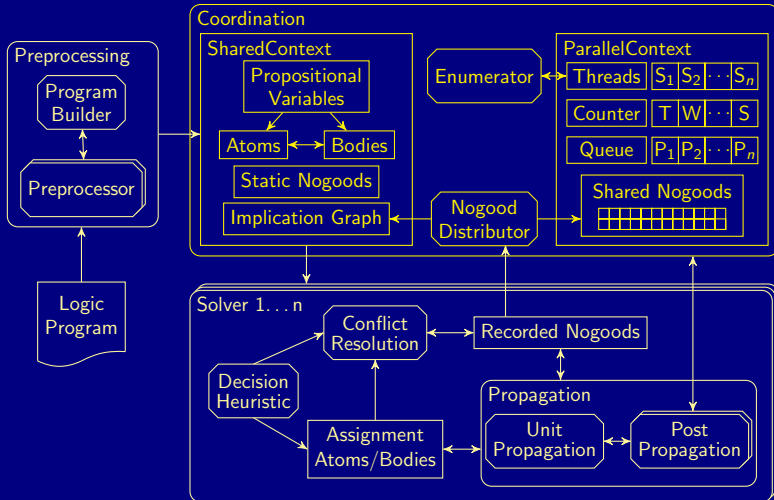 Coordination
Preprocessing
Program
Builder
Preprocessor
Logic
Program
SharedContext
Propositional
Variables
Atoms
Bodies
Static Nogoods
Implication Graph
Enumerator
Nogood
Distributor
ParallelContext
Threads S₁ S₂ ... Sₙ
Counter T W ... S
Queue P₁ P₂ ... Pₙ
Shared Nogoods
Solver 1...n
Conflict
Resolution
Recorded Nogoods
Decision
Heuristic
Assignment
Atoms/Bodies
Propagation
Unit
Propagation
Post
Propagation